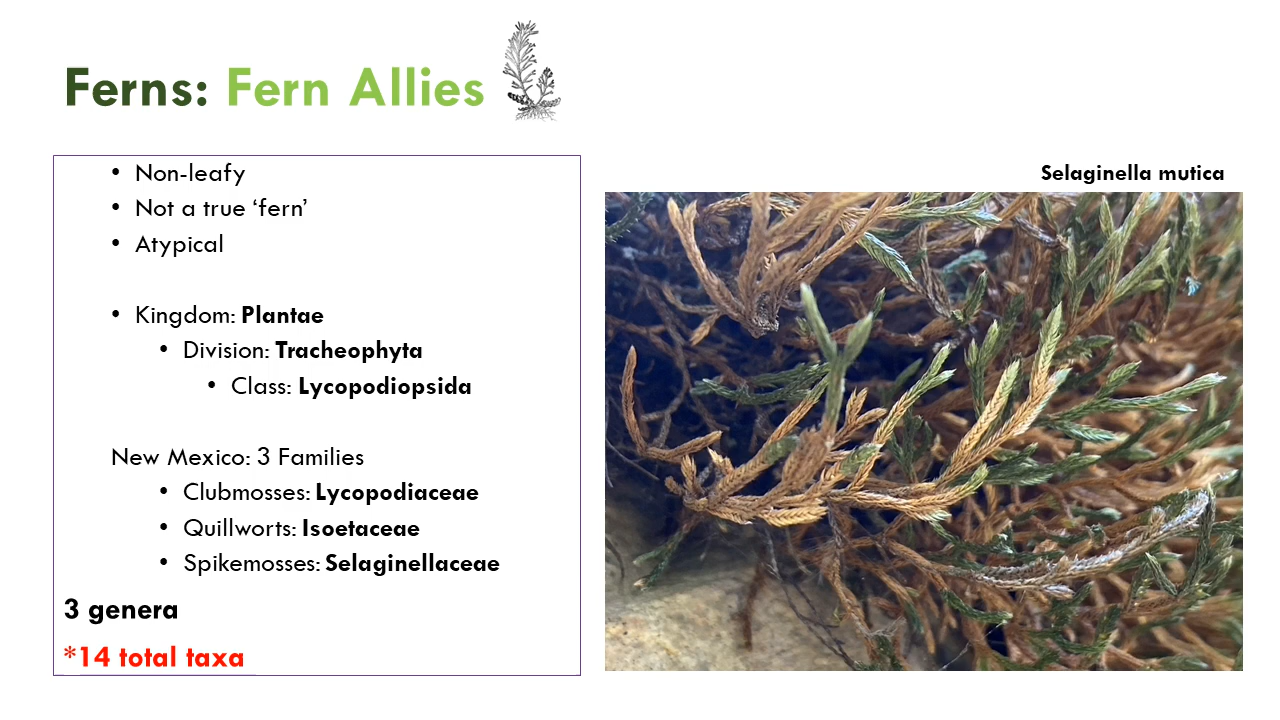 Ferns: Fern Allies
• Non-leafy
• Not a true ‘fern’
• Atypical
• Kingdom: Plantae
• Division: Tracheophyta
• Class: Lycopodiopsida
New Mexico: 3 Families
• Clubmosses: Lycopodiaceae
• Quillworts: Isoetaceae
• Spikemosses: Selaginellaceae
3 genera
*14 total taxa
Selaginella mutica